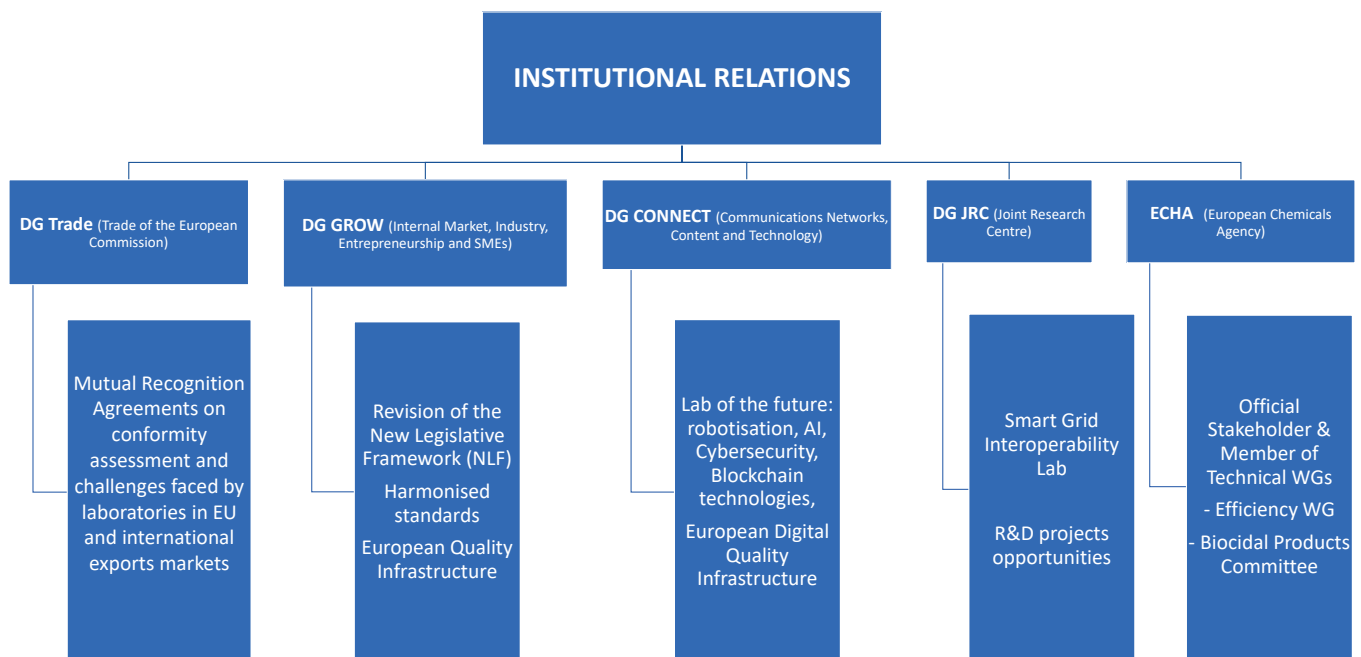 INSTITUTIONAL RELATIONS
DG Trade (Trade of the European
Commission)
DG GROW (Internal Market, Industry,
Entrepreneurship and SMEs)
DG CONNECT (Communications Networks,
Content and Technology)
DG JRC (Joint Research
Centre)
ECHA (European Chemicals
Agency)
Mutual Recognition
Agreements on
conformity
assessment and
challenges faced by
laboratories in EU
and international
exports markets
Revision of the
New Legislative
Framework (NLF)
Harmonised
standards
European Quality
Infrastructure
Lab of the future:
robotisation, AI,
Cybersecurity,
Blockchain
technologies,
European Digital
Quality
Infrastructure
Smart Grid
Interoperability
Lab
R&D projects
opportunities
Official
Stakeholder &
Member of
Technical WGs
- Efficiency WG
- Biocidal Products
Committee